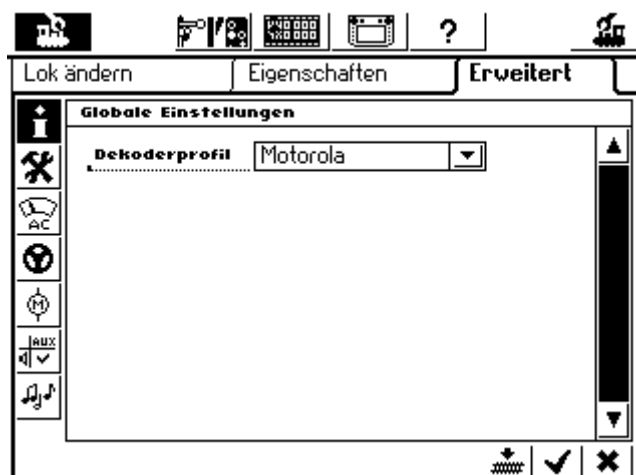 ?
Lok ändern Eigenschaften Erweitert
Globale Einstellungen
Dekoderprofil Motorola
AC
M
AUX